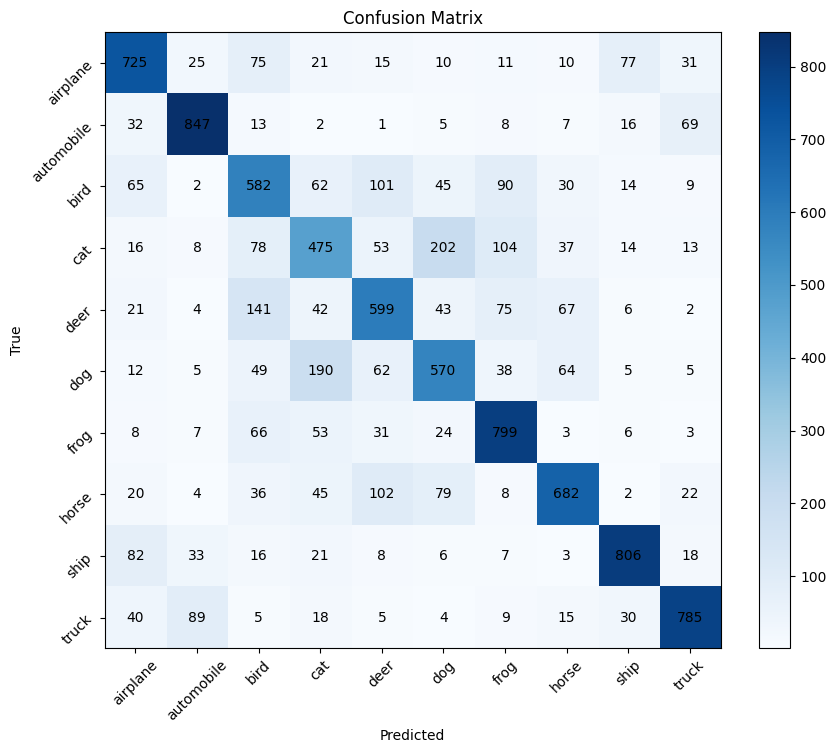 Confusion Matrix
airplane 725 25 75 21 15 10 11 10 77 31
automobile 32 847 13 2 1 5 8 7 16 69
bird 65 2 582 62 101 45 90 30 14 9
cat 16 8 78 475 53 202 104 37 14 13
deer 21 4 141 42 599 43 75 67 6 2
dog 12 5 49 190 62 570 38 64 5 5
frog 8 7 66 53 31 24 799 3 6 3
horse 20 4 36 45 102 79 8 682 2 22
ship 82 33 16 21 8 6 7 3 806 18
truck 40 89 5 18 5 4 9 15 30 785
airplane automobile bird cat deer dog frog horse ship truck
Predicted
True
800
700
600
500
400
300
200
100